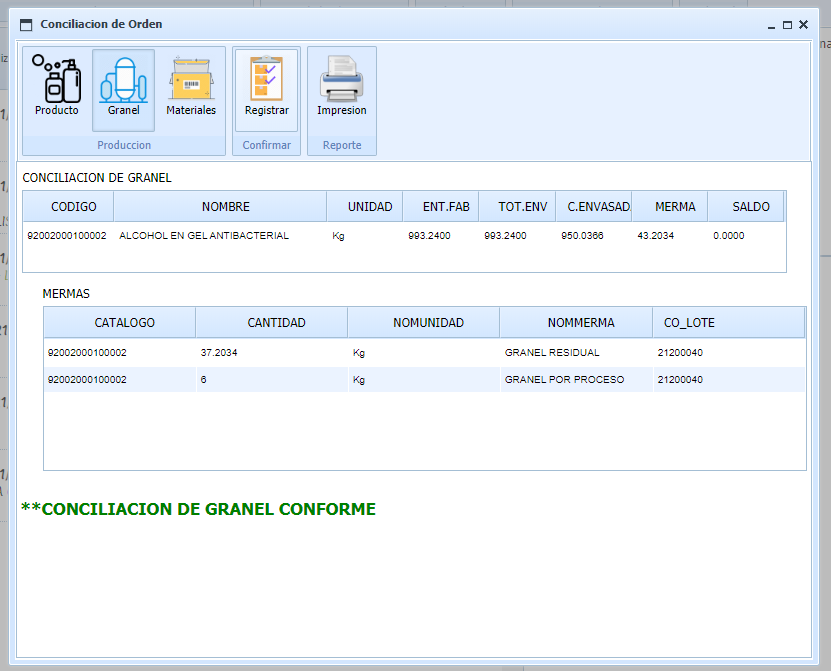 Conciliacion de Orden
Producto Granel Materiales Registrar Impresion
Produccion Confirmar Reporte
CONCILIACION DE GRANEL
CODIGO NOMBRE UNIDAD ENT.FAB TOT.ENV C.ENVASAD MERMA SALDO
92002000100002 ALCOHOL EN GEL ANTIBACTERIAL Kg 993.2400 993.2400 950.0366 43.2034 0.0000
MERMAS
CATALOGO CANTIDAD NOMUNIDAD NOMMERMA CO_LOTE
92002000100002 37.2034 Kg GRANEL RESIDUAL 21200040
92002000100002 6 Kg GRANEL POR PROCESO 21200040
**CONCILIACION DE GRANEL CONFORME